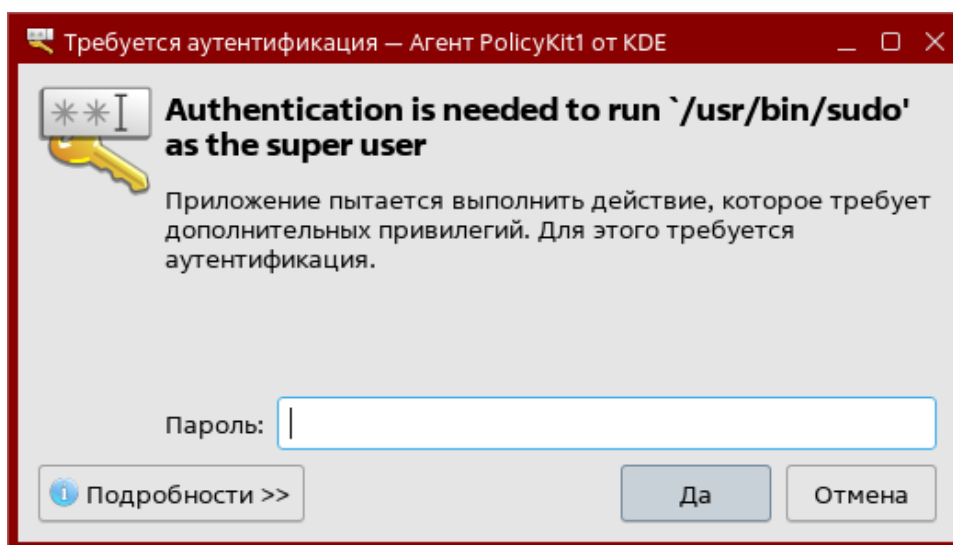 Требуется аутентификация — Агент PolicyKit1 от KDE
Authentication is needed to run `/usr/bin/sudo'
as the super user
Приложение пытается выполнить действие, которое требует
дополнительных привилегий. Для этого требуется
аутентификация.
Пароль:
Подробности >>
Да
Отмена